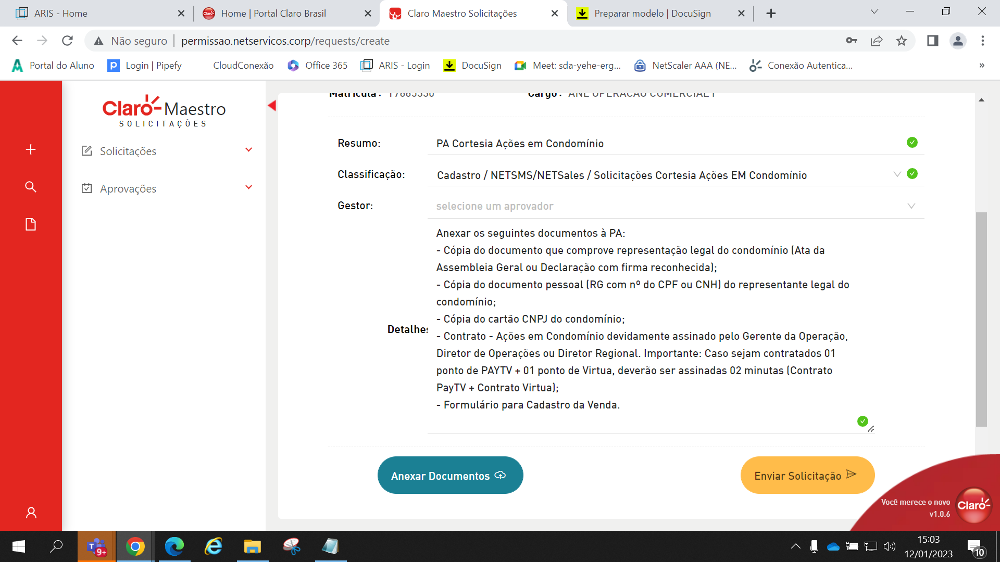 ARIS - Home
Home | Portal Claro Brasil
Claro Maestro Solicitações
Preparar modelo | DocuSign
Não seguro
permissao.netservicos.corp/requests/create
Portal do Aluno
Login | Pipefy
CloudConexão
Office 365
ARIS - Login
DocuSign
Meet: sda-yehe-erg...
NetScaler AAA (NE...
Conexão Autentica...
»
Claro Maestro
SOLICITAÇÕES
Solicitações
Aprovações
Matrícula:
Cargo: ANL OPERACAO COMERCIAL I
Resumo: PA Cortesia Ações em Condomínio
Classificação: Cadastro / NETSMS/NETSales / Solicitações Cortesia Ações EM Condomínio
Gestor: selecione um aprovador
Detalhes
Anexar os seguintes documentos à PA:
- Cópia do documento que comprove representação legal do condomínio (Ata da
Assembleia Geral ou Declaração com firma reconhecida);
- Cópia do documento pessoal (RG com nº do CPF ou CNH) do representante legal do
condomínio;
- Cópia do cartão CNPJ do condomínio;
- Contrato - Ações em Condomínio devidamente assinado pelo Gerente da Operação,
Diretor de Operações ou Diretor Regional. Importante: Caso sejam contratados 01
ponto de PAYTV + 01 ponto de Virtua, deverão ser assinadas 02 minutas (Contrato
PayTV + Contrato Virtua);
- Formulário para Cadastro da Venda.
Anexar Documentos
Enviar Solicitação
Você merece o novo
v1.0.6
Claro
9+
15:03
12/01/2023
10